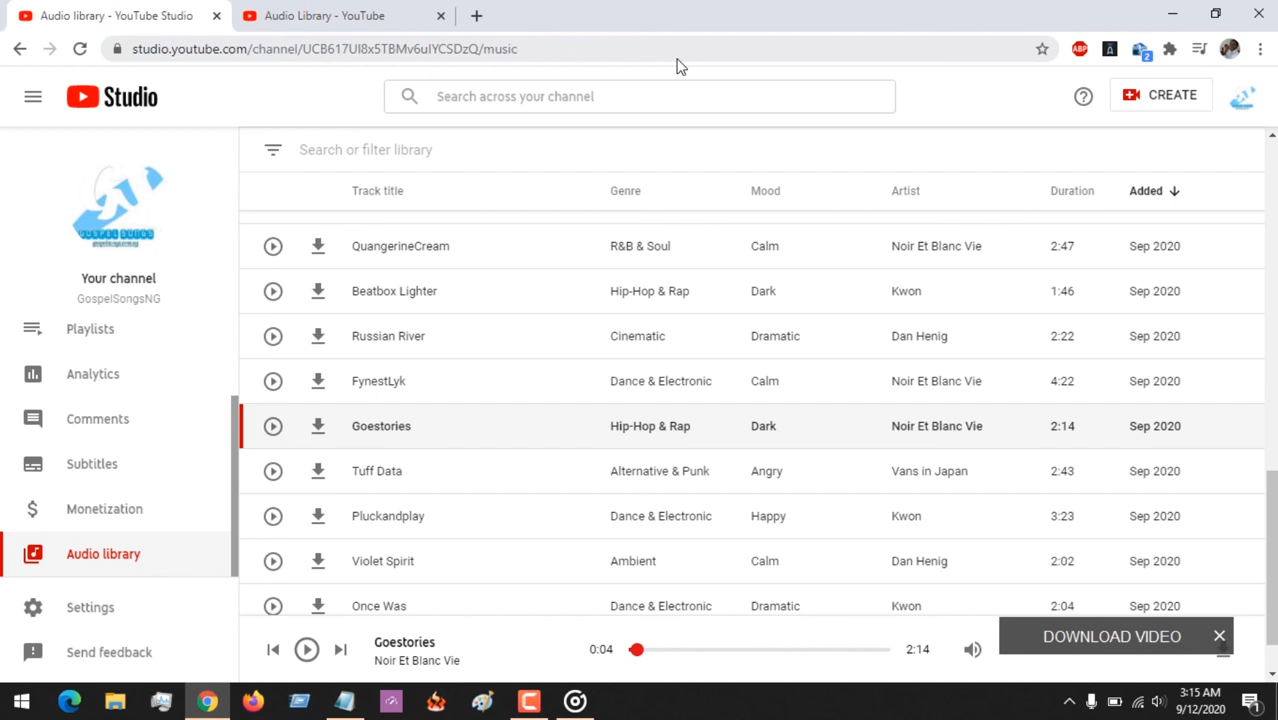 Audio library - YouTube Studio
Audio Library - YouTube
studio.youtube.com/channel/UCB617Ul8x5TBMv6uIYCSDzQ/music
ABP
2
Studio
Search across your channel
CREATE
GOSPEL SONGS
Your channel
GospelSongsNG
Playlists
Analytics
Comments
Subtitles
Monetization
Audio library
Settings
Send feedback
Search or filter library
Track title Genre Mood Artist Duration Added
QuangerineCream R&B & Soul Calm Noir Et Blanc Vie 2:47 Sep 2020
Beatbox Lighter Hip-Hop & Rap Dark Kwon 1:46 Sep 2020
Russian River Cinematic Dramatic Dan Henig 2:22 Sep 2020
FynestLyk Dance & Electronic Calm Noir Et Blanc Vie 4:22 Sep 2020
Goestories Hip-Hop & Rap Dark Noir Et Blanc Vie 2:14 Sep 2020
Tuff Data Alternative & Punk Angry Vans in Japan 2:43 Sep 2020
Pluckandplay Dance & Electronic Happy Kwon 3:23 Sep 2020
Violet Spirit Ambient Calm Dan Henig 2:02 Sep 2020
Once Was Dance & Electronic Dramatic Kwon 2:04 Sep 2020
Goestories
Noir Et Blanc Vie
0:04 2:14
DOWNLOAD VIDEO
3:15 AM
9/12/2020
1